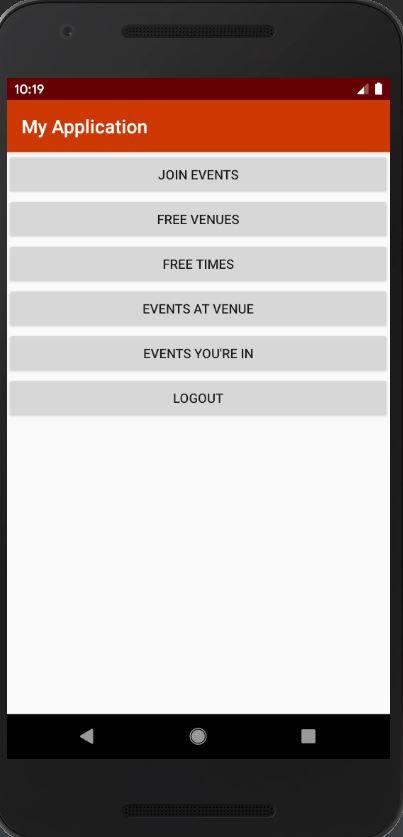 10:19
My Application
JOIN EVENTS
FREE VENUES
FREE TIMES
EVENTS AT VENUE
EVENTS YOU'RE IN
LOGOUT